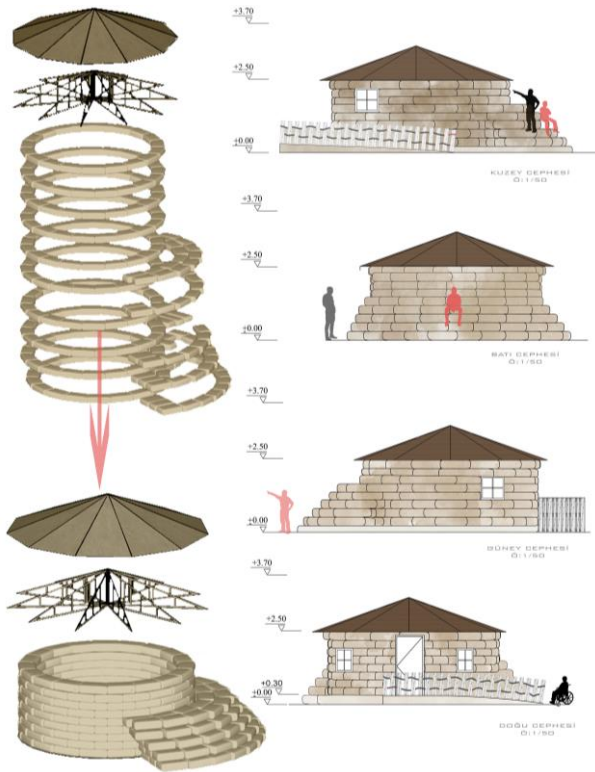 +3.70
+2.50
+0.00
KUZEY CEPHESİ
Ö:1/50
+3.70
+2.50
+0.00
BATI CEPHESİ
Ö:1/50
+3.70
+2.50
+0.00
GÜNEY CEPHESİ
Ö:1/50
+3.70
+2.50
+0.30
+0.00
DOĞU CEPHESİ
Ö:1/50